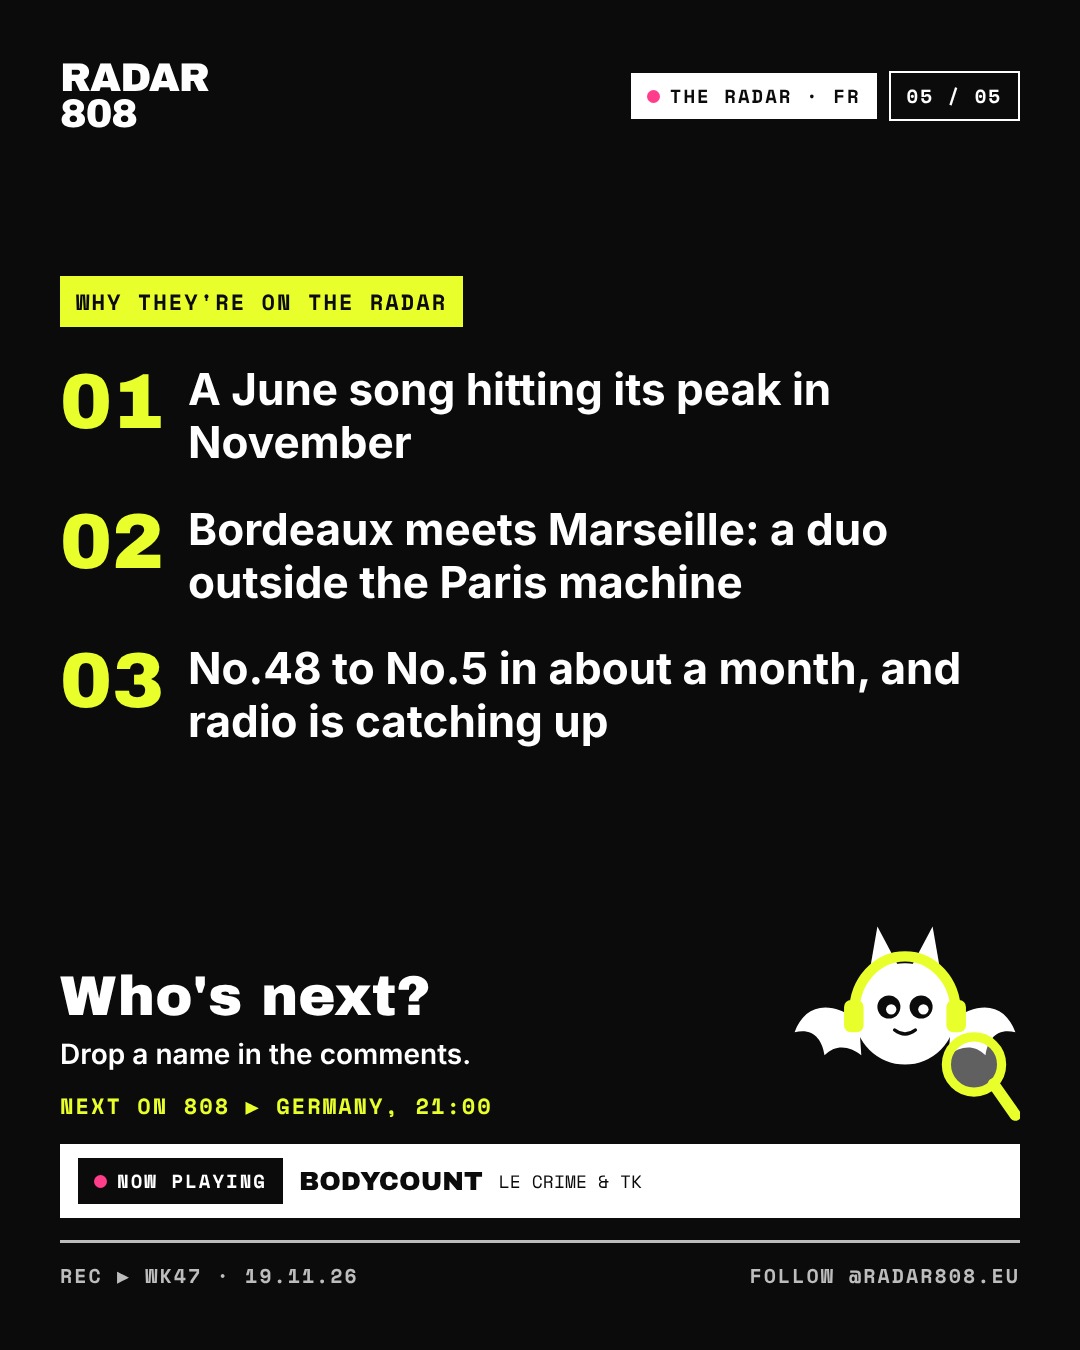 RADAR
808
THE RADAR · FR
05 / 05
WHY THEY'RE ON THE RADAR
01 A June song hitting its peak in
November
02 Bordeaux meets Marseille: a duo
outside the Paris machine
03 No.48 to No.5 in about a month, and
radio is catching up
Who's next?
Drop a name in the comments.
NEXT ON 808 ▶ GERMANY, 21:00
NOW PLAYING BODYCOUNT LE CRIME & TK
REC ▶ WK47 · 19.11.26
FOLLOW @RADAR808.EU